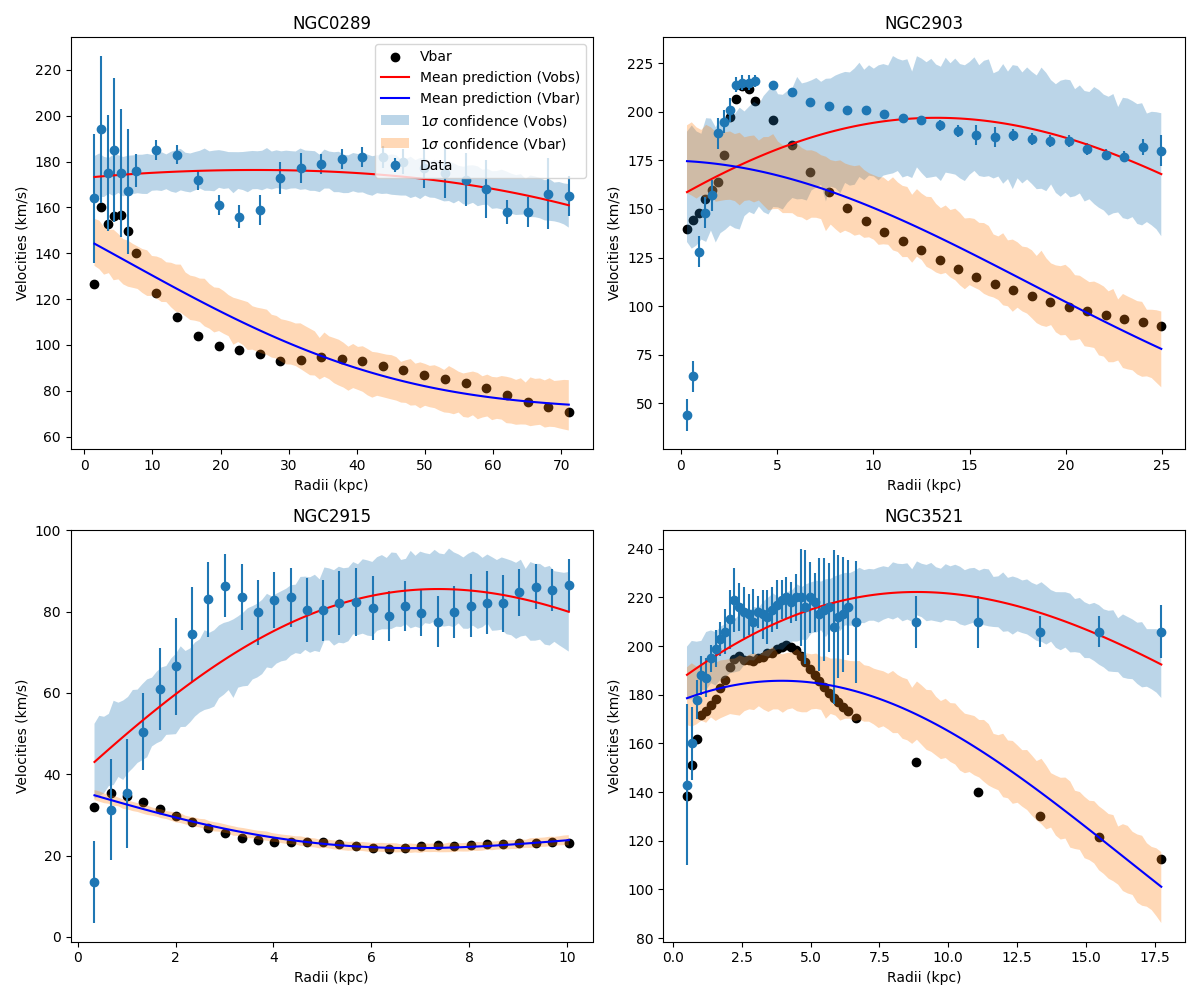 NGC0289
Velocities (km/s)
220
200
180
160
140
120
100
80
60
Vbar
Mean prediction (Vobs)
Mean prediction (Vbar)
1σ confidence (Vobs)
1σ confidence (Vbar)
Data
0 10 20 30 40 50 60 70
Radii (kpc)
NGC2903
Velocities (km/s)
225
200
175
150
125
100
75
50
0 5 10 15 20 25
Radii (kpc)
NGC2915
Velocities (km/s)
100
80
60
40
20
0
0 2 4 6 8 10
Radii (kpc)
NGC3521
Velocities (km/s)
240
220
200
180
160
140
120
100
80
0.0 2.5 5.0 7.5 10.0 12.5 15.0 17.5
Radii (kpc)